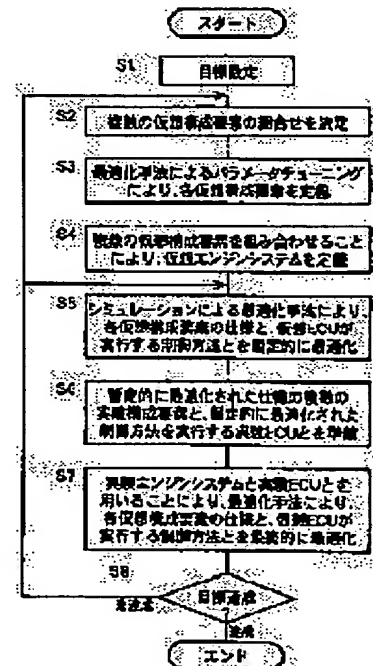 スタート
S1
目標設定
S2
複数の仮想構成要素の組合せを決定
S3
最適化手法によるパラメータチューニング
により、各仮想構成要素を定義
S4
複数の仮想構成要素を組み合わせること
により、仮想エンジンシステムを定義
S5
シミュレーションによる最適化手法により
各仮想構成要素の仕様と、仮想ECUが
実行する制御方法とを暫定的に最適化
S6
暫定的に最適化された仕様の複数の
実機構成要素と、暫定的に最適化された
制御方法を実行する実機ECUとを準備
S7
実機エンジンシステムと実機ECUとを
用いることにより、最適化手法により、
各仮想構成要素の仕様と、仮想ECUが
実行する制御方法とを最終的に最適化
S8
目標達成
?
未達成
達成
エンド